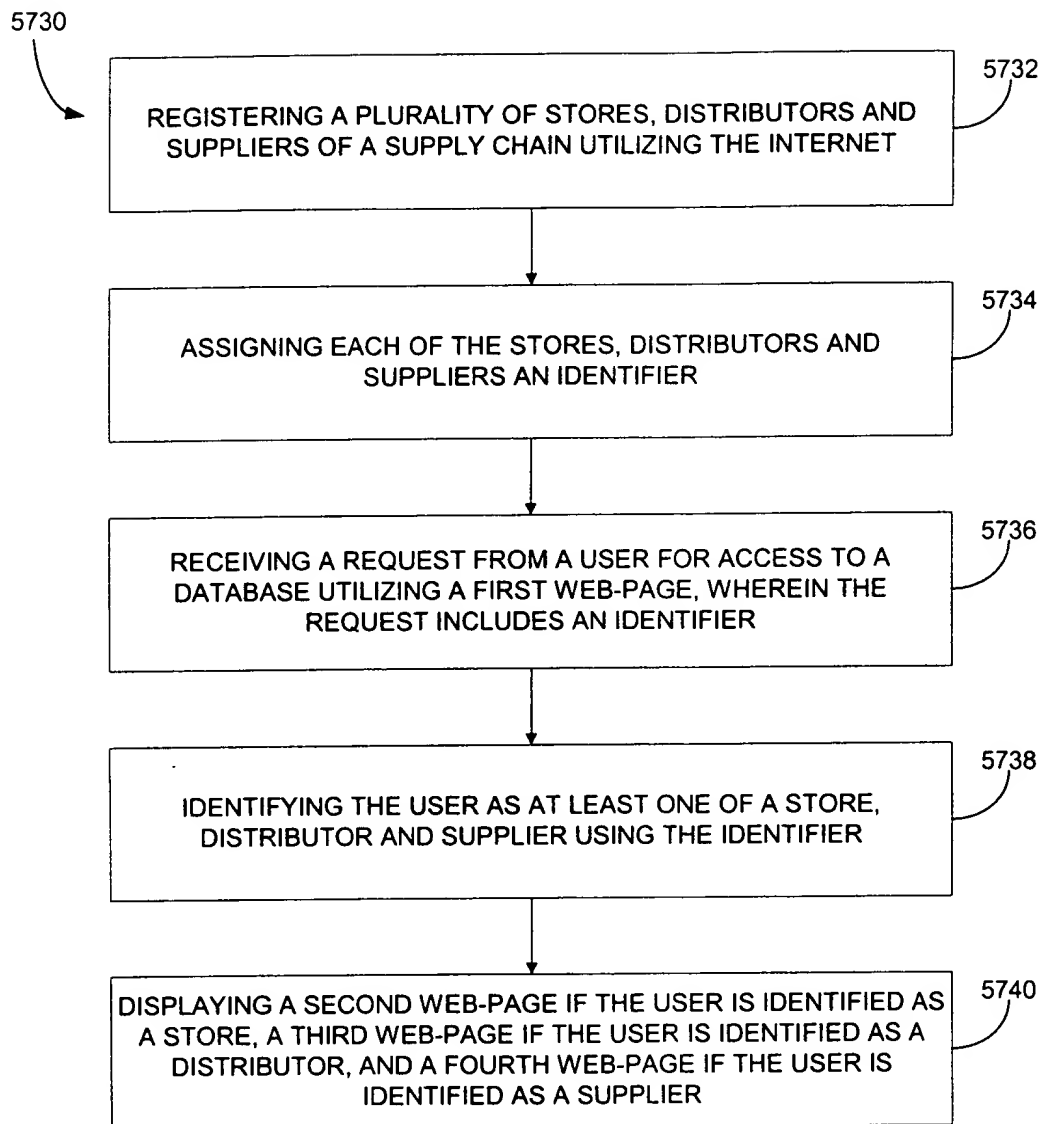 5730
5732
REGISTERING A PLURALITY OF STORES, DISTRIBUTORS AND
SUPPLIERS OF A SUPPLY CHAIN UTILIZING THE INTERNET
5734
ASSIGNING EACH OF THE STORES, DISTRIBUTORS AND
SUPPLIERS AN IDENTIFIER
5736
RECEIVING A REQUEST FROM A USER FOR ACCESS TO A
DATABASE UTILIZING A FIRST WEB-PAGE, WHEREIN THE
REQUEST INCLUDES AN IDENTIFIER
5738
IDENTIFYING THE USER AS AT LEAST ONE OF A STORE,
DISTRIBUTOR AND SUPPLIER USING THE IDENTIFIER
5740
DISPLAYING A SECOND WEB-PAGE IF THE USER IS IDENTIFIED AS
A STORE, A THIRD WEB-PAGE IF THE USER IS IDENTIFIED AS A
DISTRIBUTOR, AND A FOURTH WEB-PAGE IF THE USER IS
IDENTIFIED AS A SUPPLIER